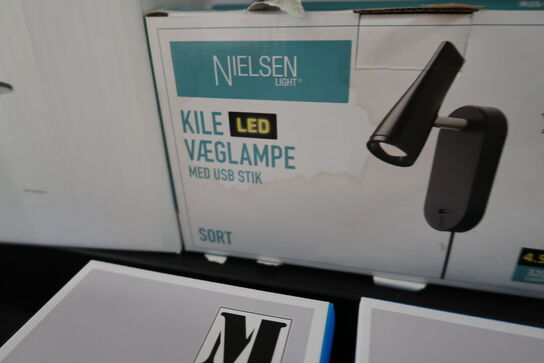 NIELSEN
LIGHT®
KILE LED
VÆGLAMPE
MED USB STIK
SORT
M